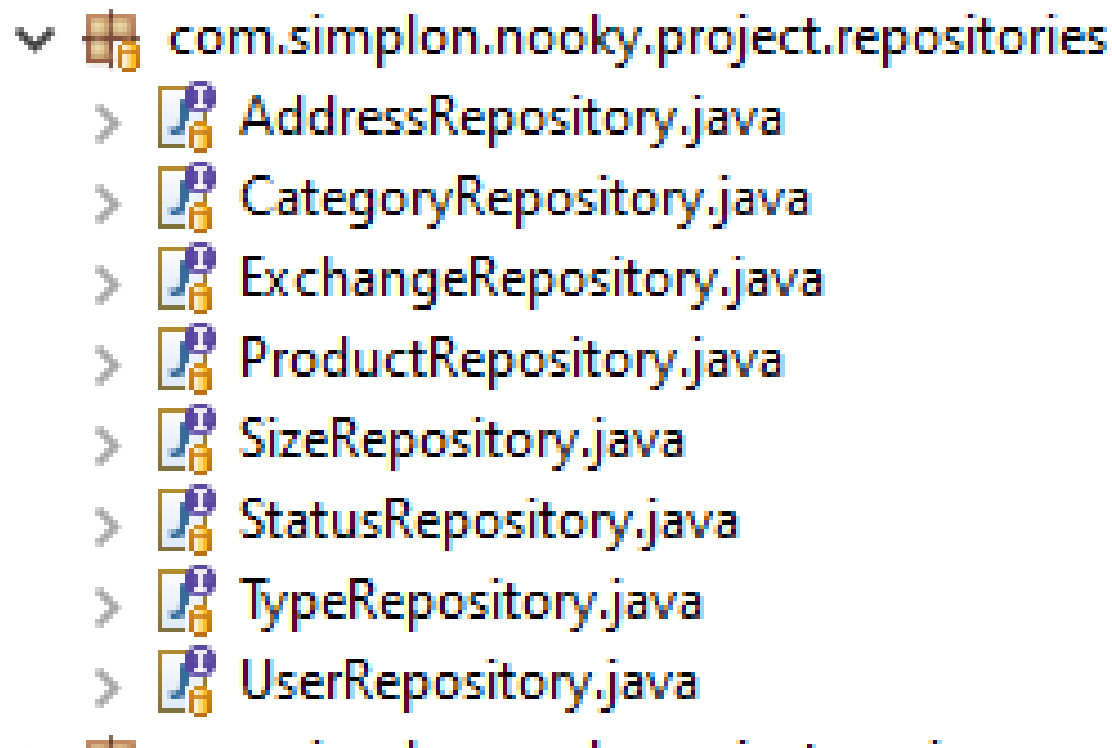 com.simplon.nooky.project.repositories
AddressRepository.java
CategoryRepository.java
ExchangeRepository.java
ProductRepository.java
SizeRepository.java
StatusRepository.java
TypeRepository.java
UserRepository.java